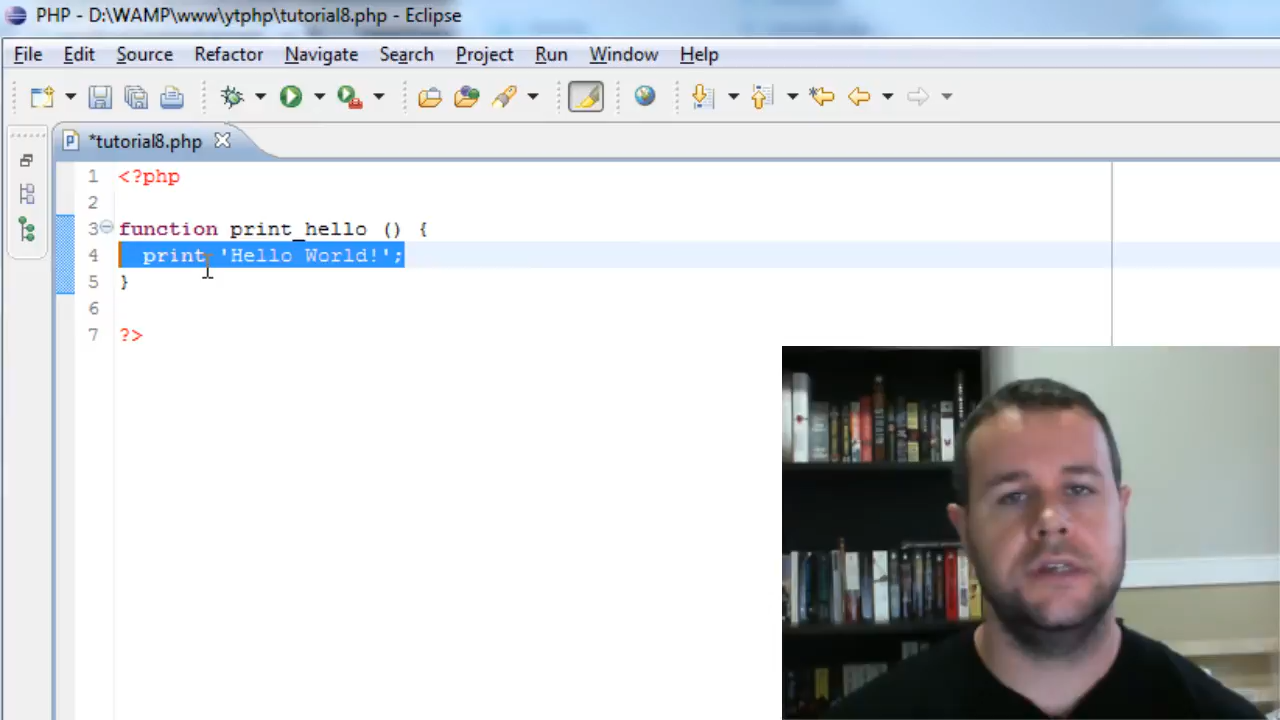 PHP - D:\WAMP\www\ytphp\tutorial8.php - Eclipse
File Edit Source Refactor Navigate Search Project Run Window Help
*tutorial8.php
1 <?php
2
3 function print_hello () {
4 print 'Hello World!';
5 }
6
7 ?>